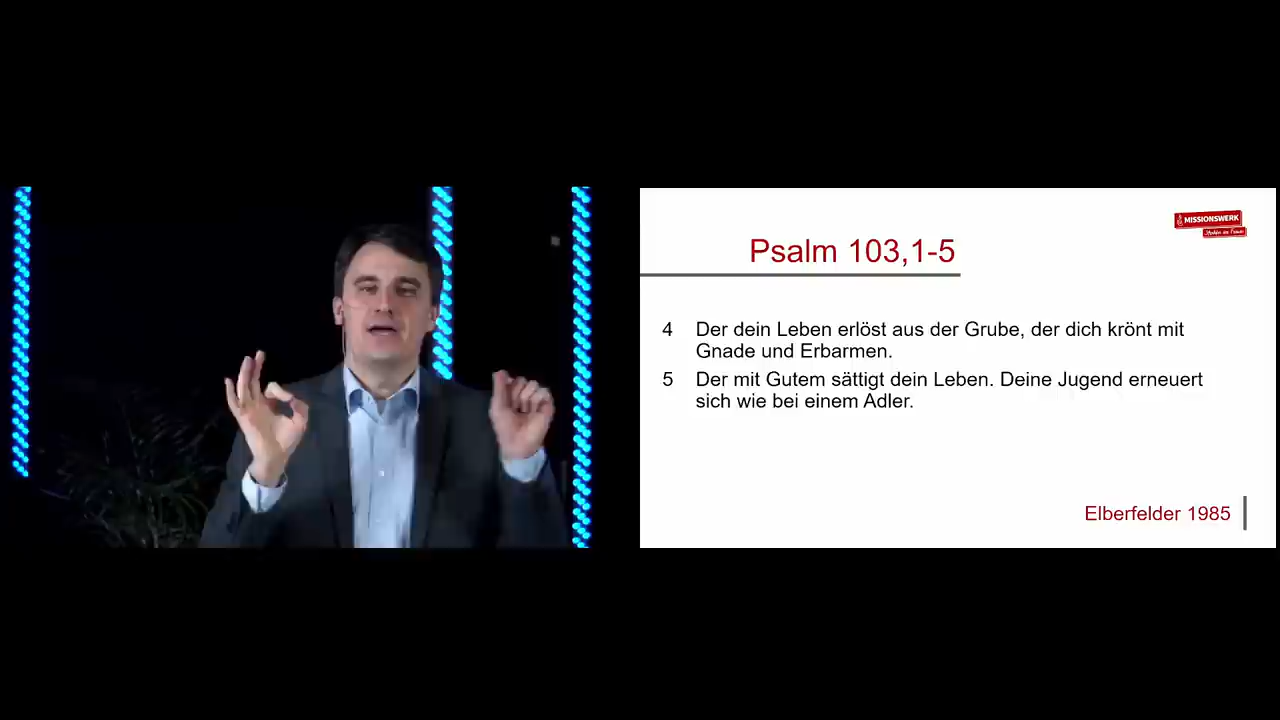 MISSIONSWERK
Psalm 103,1-5
4 Der dein Leben erlöst aus der Grube, der dich krönt mit
Gnade und Erbarmen.
5 Der mit Gutem sättigt dein Leben. Deine Jugend erneuert
sich wie bei einem Adler.
Elberfelder 1985